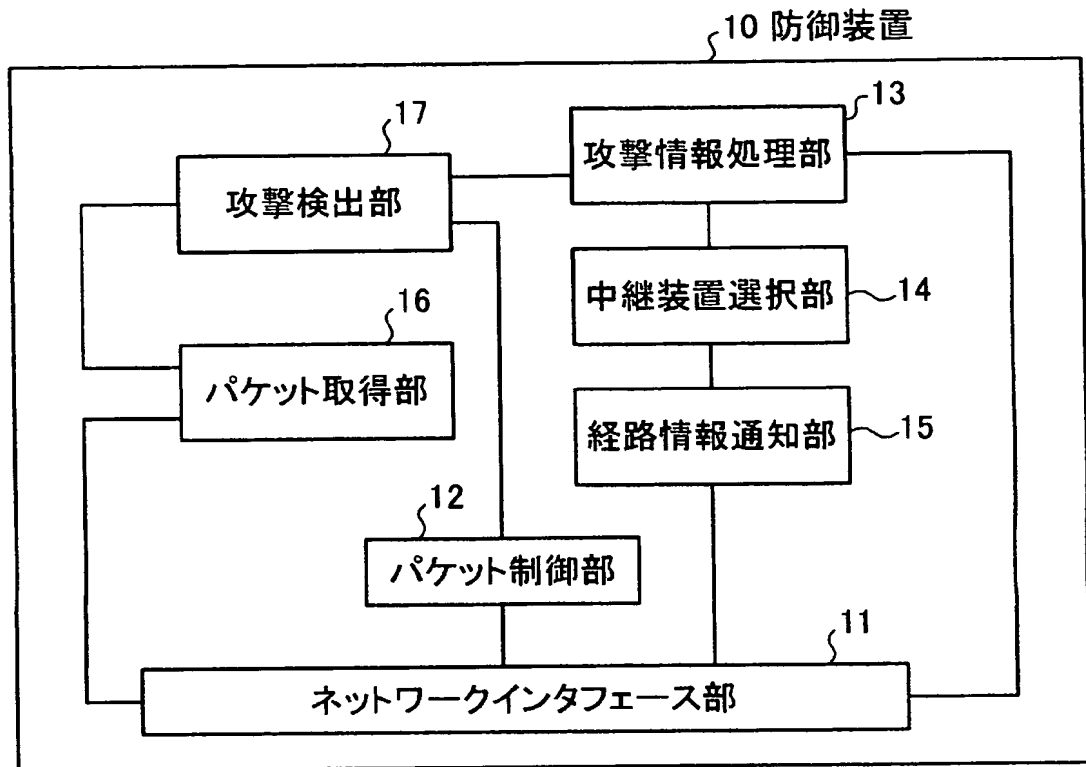 10 防御装置
17
攻撃検出部
13
攻撃情報処理部
中継装置選択部
14
16
パケット取得部
経路情報通知部
15
12
パケット制御部
11
ネットワークインタフェース部